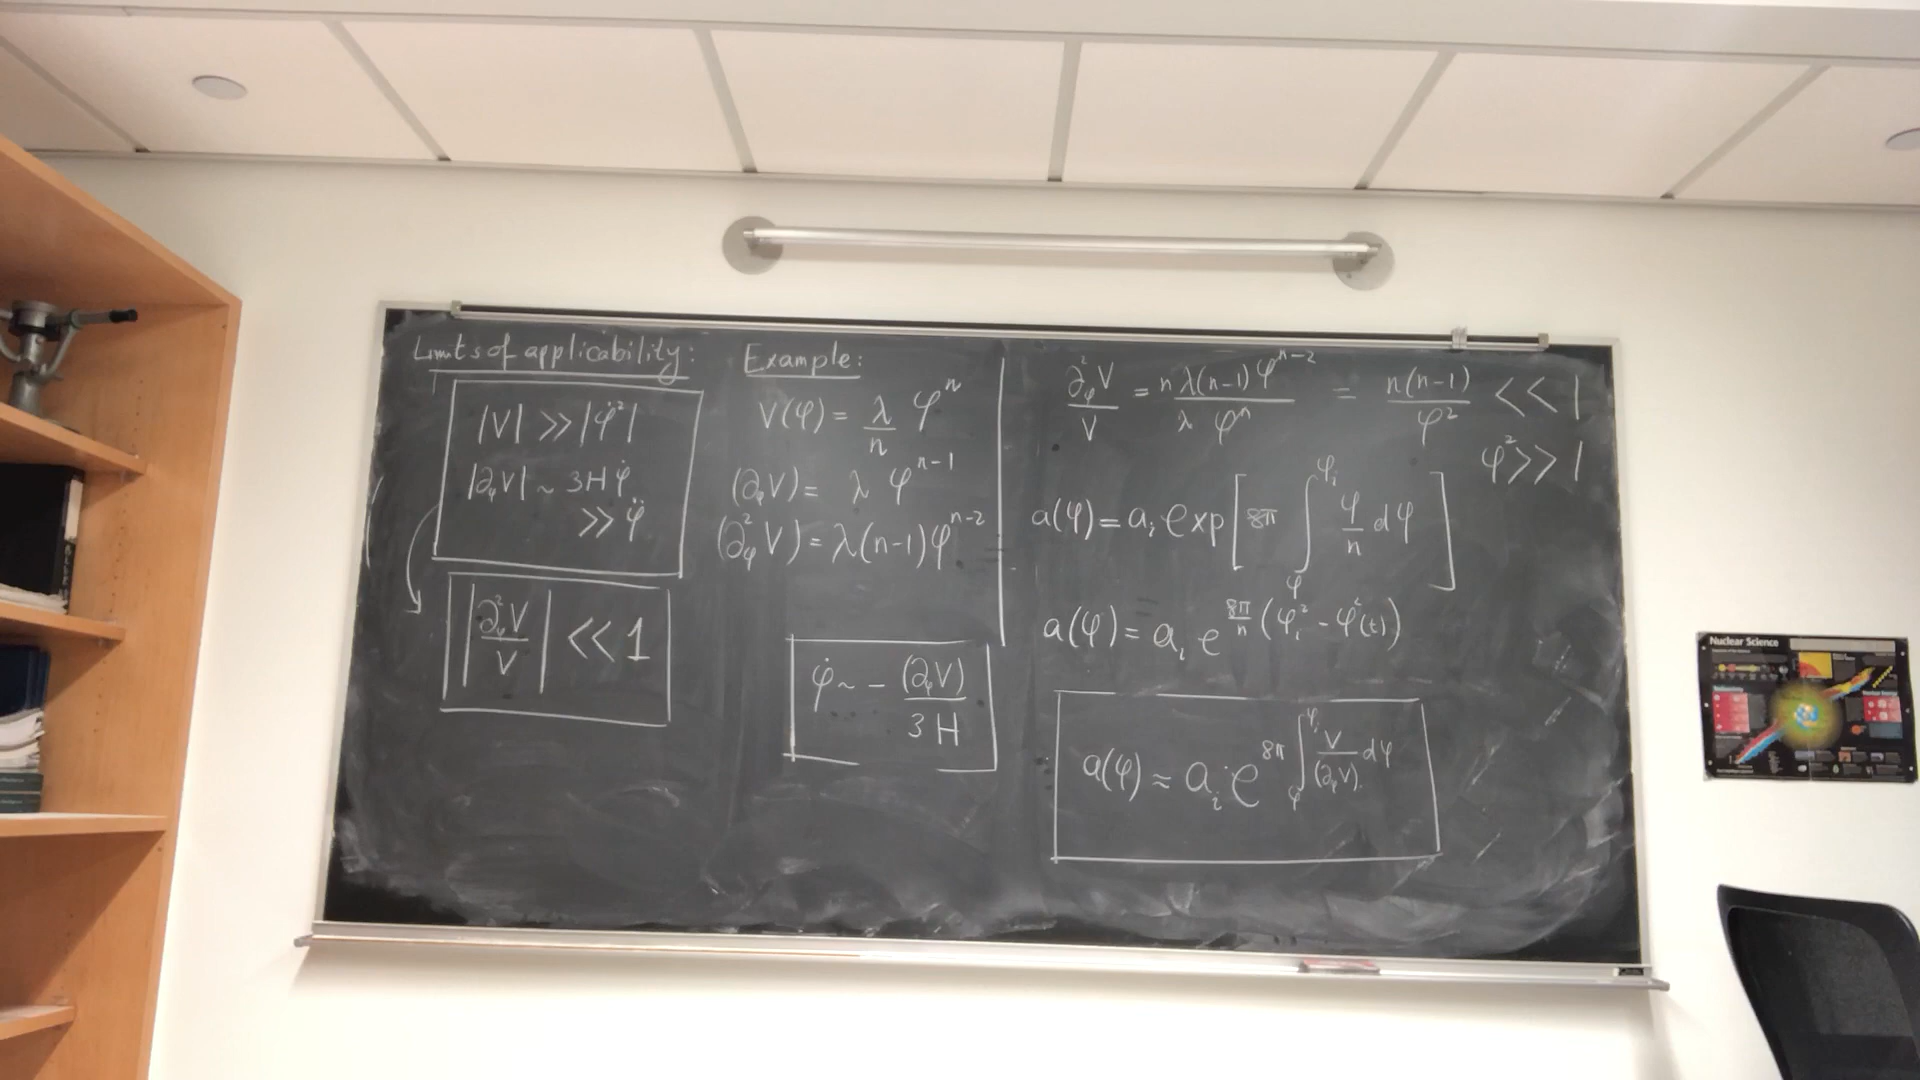 Limits of applicability:
|V| >> |φ̇²|
|∂φV| ~ 3Hφ̇
>> φ̈
|∂²φV / V| << 1
Example:
V(φ) = λ/n φⁿ
(∂φV) = λ φⁿ⁻¹
(∂²φV) = λ(n-1)φⁿ⁻²
φ̇ ~ - (∂φV) / 3H
∂²φV / V = nλ(n-1)φⁿ⁻² / λ φⁿ = n(n-1) / φ² << 1
φ² >> 1
a(φ) = aᵢ exp[8π ∫_φ^φᵢ φ/n dφ]
a(φ) = aᵢ e^{8π/n (φᵢ² - φ²(t))}
a(φ) ≈ aᵢ e^{8π ∫_φ^φᵢ V/(∂φV) dφ}
Nuclear Science